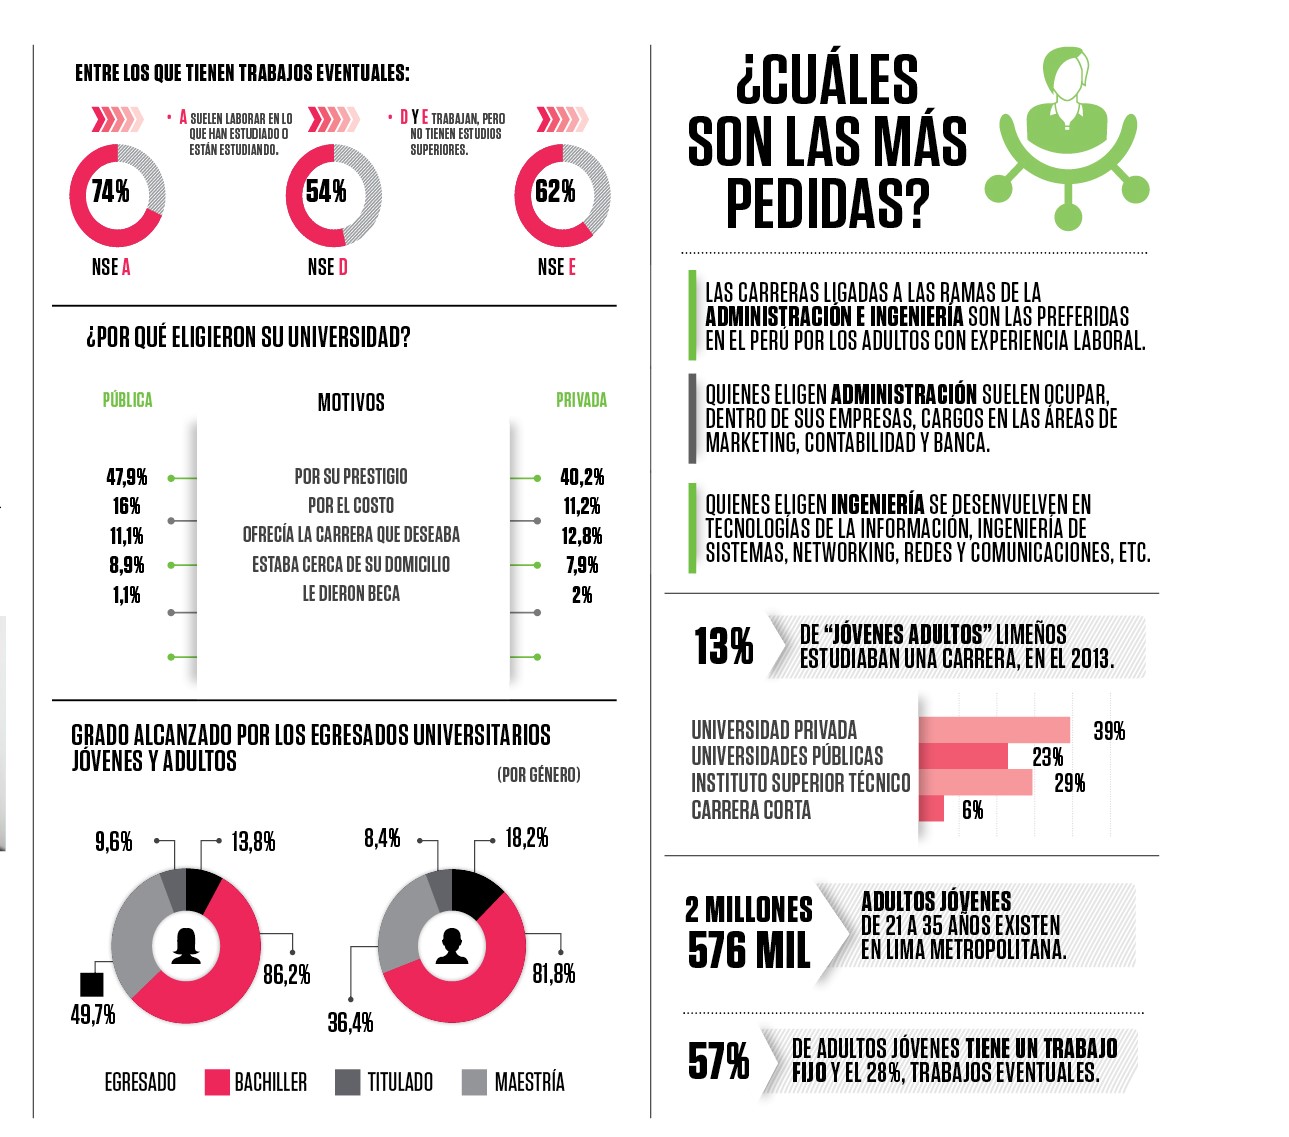 ENTRE LOS QUE TIENEN TRABAJOS EVENTUALES:
• A SUELEN LABORAR EN LO
QUE HAN ESTUDIADO O
ESTÁN ESTUDIANDO.
• D Y E TRABAJAN, PERO
NO TIENEN ESTUDIOS
SUPERIORES.
74%
54%
62%
NSE A
NSE D
NSE E
¿POR QUÉ ELIGIERON SU UNIVERSIDAD?
PÚBLICA MOTIVOS PRIVADA
47,9% POR SU PRESTIGIO 40,2%
16% POR EL COSTO 11,2%
11,1% OFRECÍA LA CARRERA QUE DESEABA 12,8%
8,9% ESTABA CERCA DE SU DOMICILIO 7,9%
1,1% LE DIERON BECA 2%
GRADO ALCANZADO POR LOS EGRESADOS UNIVERSITARIOS
JÓVENES Y ADULTOS
(POR GÉNERO)
9,6% 13,8%
86,2%
49,7%
8,4% 18,2%
81,8%
36,4%
EGRESADO BACHILLER TITULADO MAESTRÍA
¿CUÁLES
SON LAS MÁS
PEDIDAS?
LAS CARRERAS LIGADAS A LAS RAMAS DE LA
ADMINISTRACIÓN E INGENIERÍA SON LAS PREFERIDAS
EN EL PERÚ POR LOS ADULTOS CON EXPERIENCIA LABORAL.
QUIENES ELIGEN ADMINISTRACIÓN SUELEN OCUPAR,
DENTRO DE SUS EMPRESAS, CARGOS EN LAS ÁREAS DE
MARKETING, CONTABILIDAD Y BANCA.
QUIENES ELIGEN INGENIERÍA SE DESENVUELVEN EN
TECNOLOGÍAS DE LA INFORMACIÓN, INGENIERÍA DE
SISTEMAS, NETWORKING, REDES Y COMUNICACIONES, ETC.
13%
DE “JÓVENES ADULTOS” LIMEÑOS
ESTUDIABAN UNA CARRERA, EN EL 2013.
UNIVERSIDAD PRIVADA 39%
UNIVERSIDADES PÚBLICAS 23%
INSTITUTO SUPERIOR TÉCNICO 29%
CARRERA CORTA 6%
2 MILLONES
576 MIL
ADULTOS JÓVENES
DE 21 A 35 AÑOS EXISTEN
EN LIMA METROPOLITANA.
57%
DE ADULTOS JÓVENES TIENE UN TRABAJO
FIJO Y EL 28%, TRABAJOS EVENTUALES.